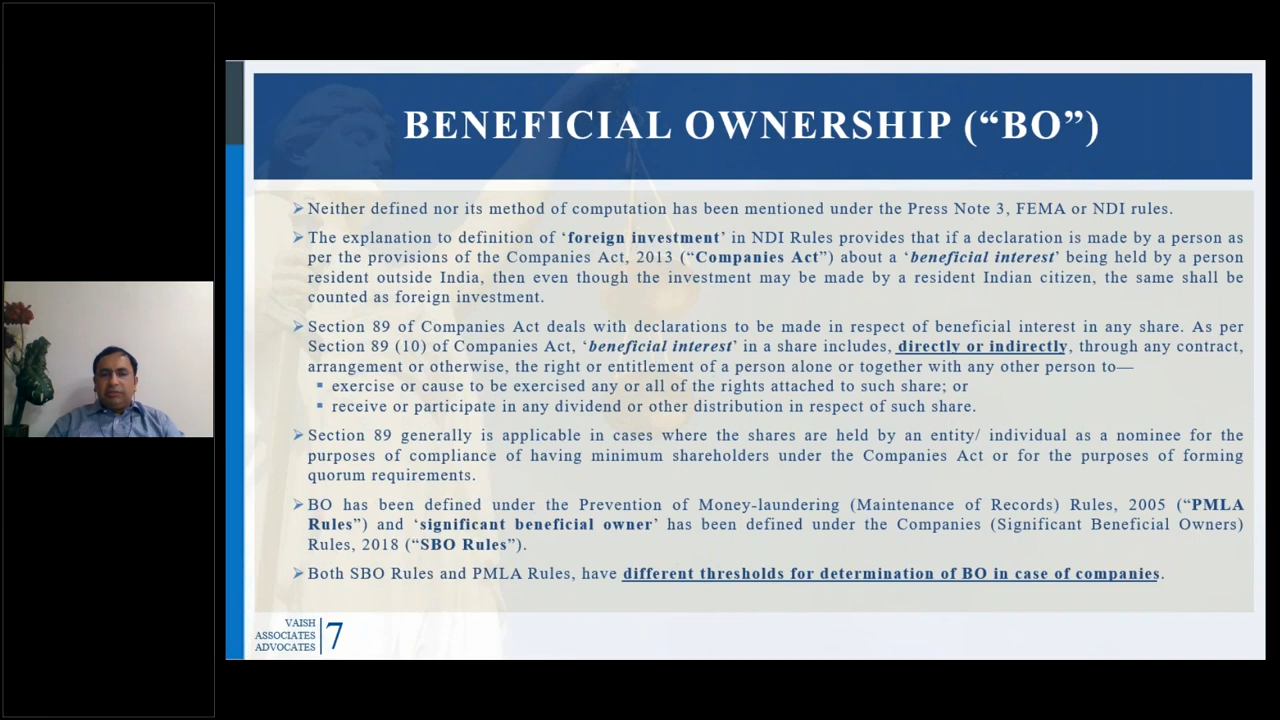 BENEFICIAL OWNERSHIP (“BO”)
➢ Neither defined nor its method of computation has been mentioned under the Press Note 3, FEMA or NDI rules.
➢ The explanation to definition of ‘foreign investment’ in NDI Rules provides that if a declaration is made by a person as
per the provisions of the Companies Act, 2013 (“Companies Act”) about a ‘beneficial interest’ being held by a person
resident outside India, then even though the investment may be made by a resident Indian citizen, the same shall be
counted as foreign investment.
➢ Section 89 of Companies Act deals with declarations to be made in respect of beneficial interest in any share. As per
Section 89 (10) of Companies Act, ‘beneficial interest’ in a share includes, directly or indirectly, through any contract,
arrangement or otherwise, the right or entitlement of a person alone or together with any other person to—
▪ exercise or cause to be exercised any or all of the rights attached to such share; or
▪ receive or participate in any dividend or other distribution in respect of such share.
➢ Section 89 generally is applicable in cases where the shares are held by an entity/ individual as a nominee for the
purposes of compliance of having minimum shareholders under the Companies Act or for the purposes of forming
quorum requirements.
➢ BO has been defined under the Prevention of Money-laundering (Maintenance of Records) Rules, 2005 (“PMLA
Rules”) and ‘significant beneficial owner’ has been defined under the Companies (Significant Beneficial Owners)
Rules, 2018 (“SBO Rules”).
➢ Both SBO Rules and PMLA Rules, have different thresholds for determination of BO in case of companies.
VAISH
ASSOCIATES
ADVOCATES
7